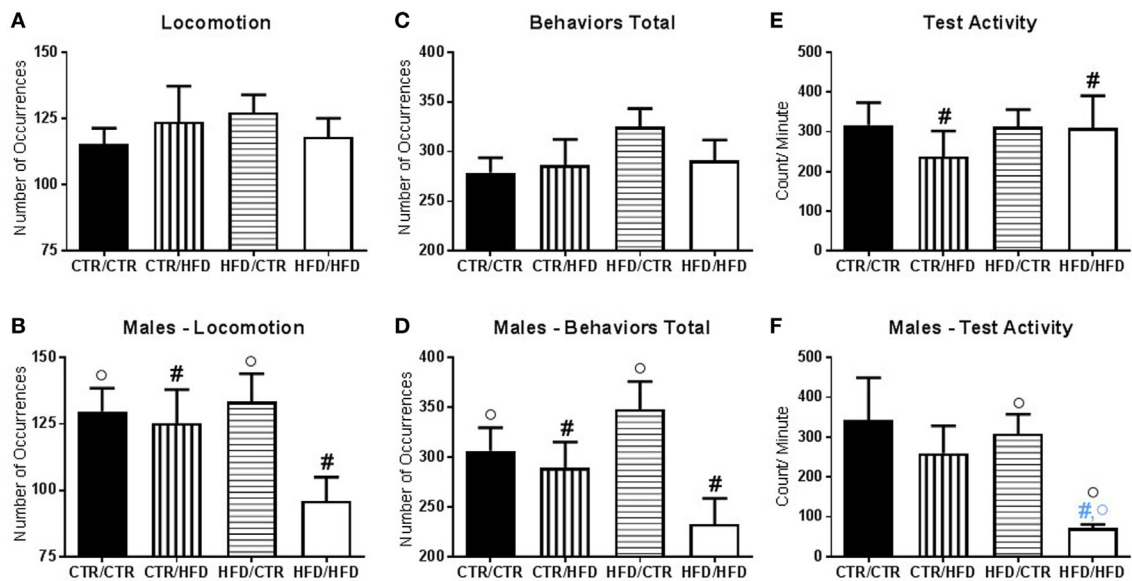 A
Locomotion
Number of Occurrences
150
125
100
75
CTR/CTR CTR/HFD HFD/CTR HFD/HFD
C
Behaviors Total
Number of Occurrences
400
350
300
250
200
CTR/CTR CTR/HFD HFD/CTR HFD/HFD
E
Test Activity
Count/ Minute
500
400
300
200
100
0
#
#
CTR/CTR CTR/HFD HFD/CTR HFD/HFD
B
Males - Locomotion
Number of Occurrences
150
125
100
75
○
#
○
#
CTR/CTR CTR/HFD HFD/CTR HFD/HFD
D
Males - Behaviors Total
Number of Occurrences
400
350
300
250
200
○
#
○
#
CTR/CTR CTR/HFD HFD/CTR HFD/HFD
F
Males - Test Activity
Count/ Minute
500
400
300
200
100
0
○
○
#, ○
CTR/CTR CTR/HFD HFD/CTR HFD/HFD